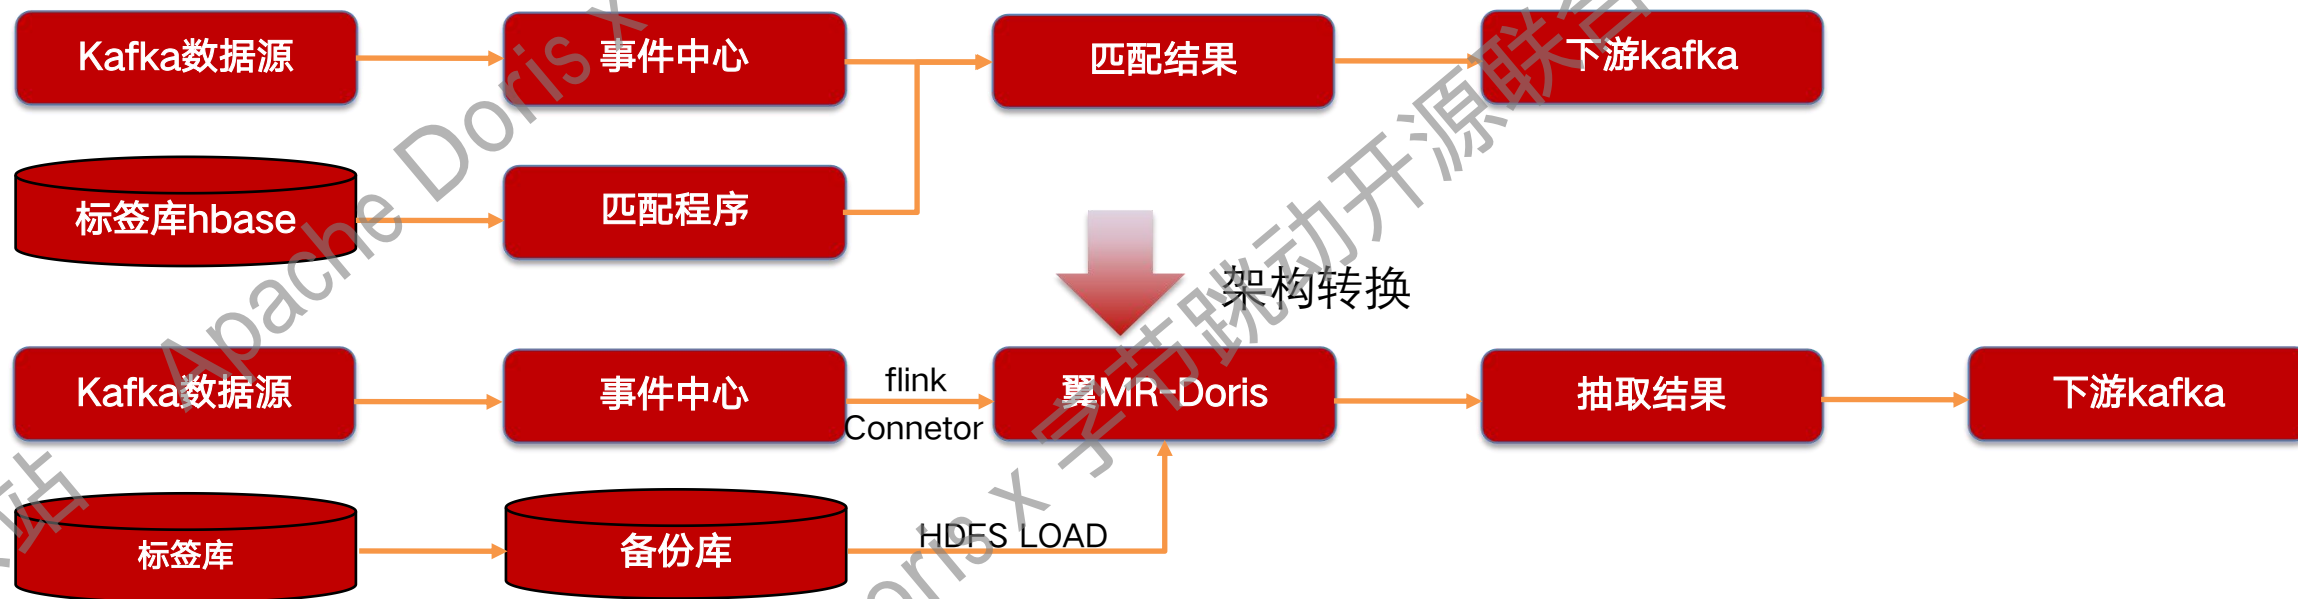 Kafka数据源
事件中心
匹配结果
下游kafka
标签库hbase
匹配程序
架构转换
Kafka数据源
事件中心
flink
Connetor
翼MR-Doris
抽取结果
下游kafka
标签库
备份库
HDFS LOAD
Apache Doris x
oris x 字节跳动开源联合
站